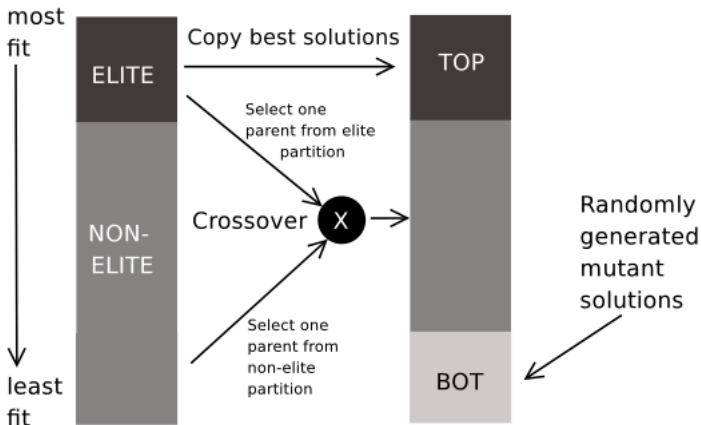 most
fit
ELITE
Copy best solutions
TOP
Select one
parent from elite
partition
Crossover
X
NON-
ELITE
Randomly
generated
mutant
solutions
Select one
parent from
non-elite
partition
least
fit
BOT